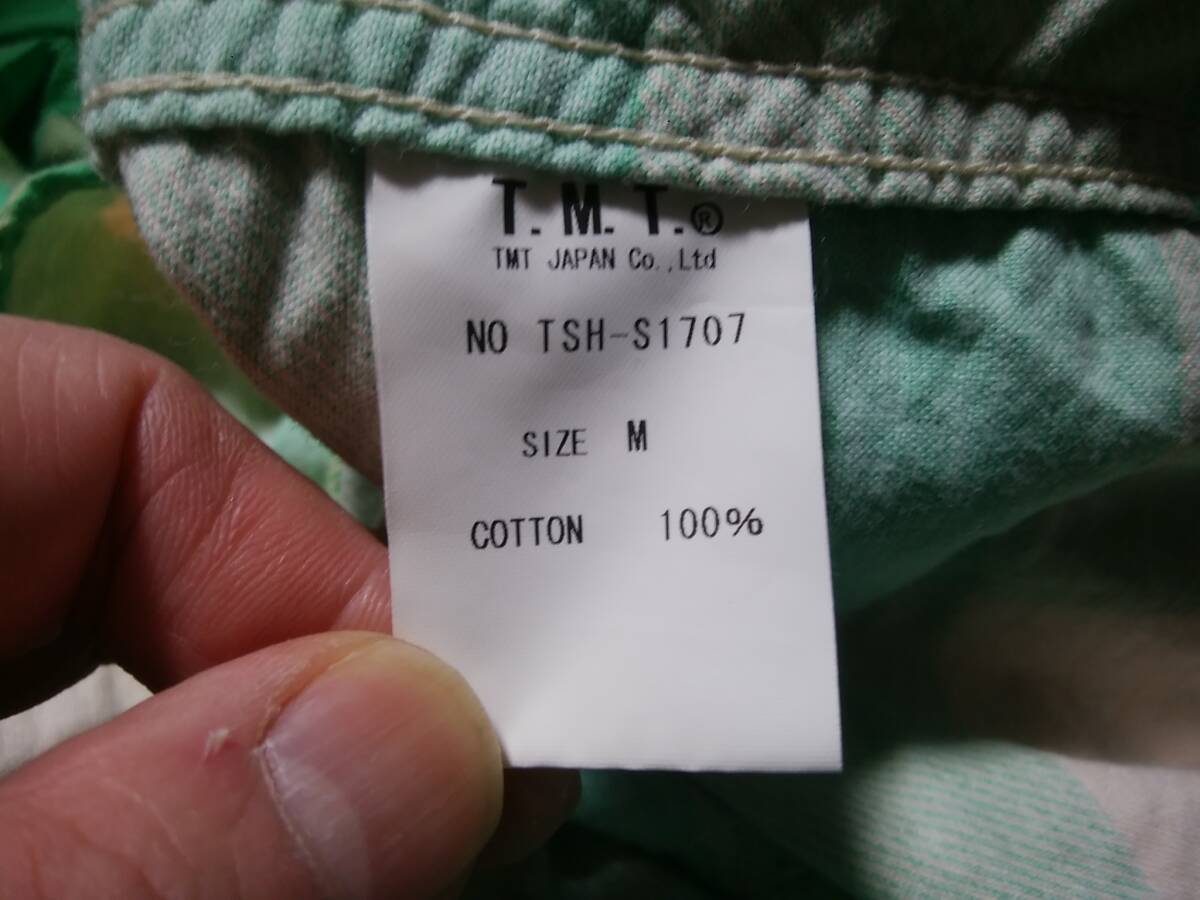 T.M.T.®
TMT JAPAN Co.,Ltd
NO TSH-S1707
SIZE M
COTTON 100%